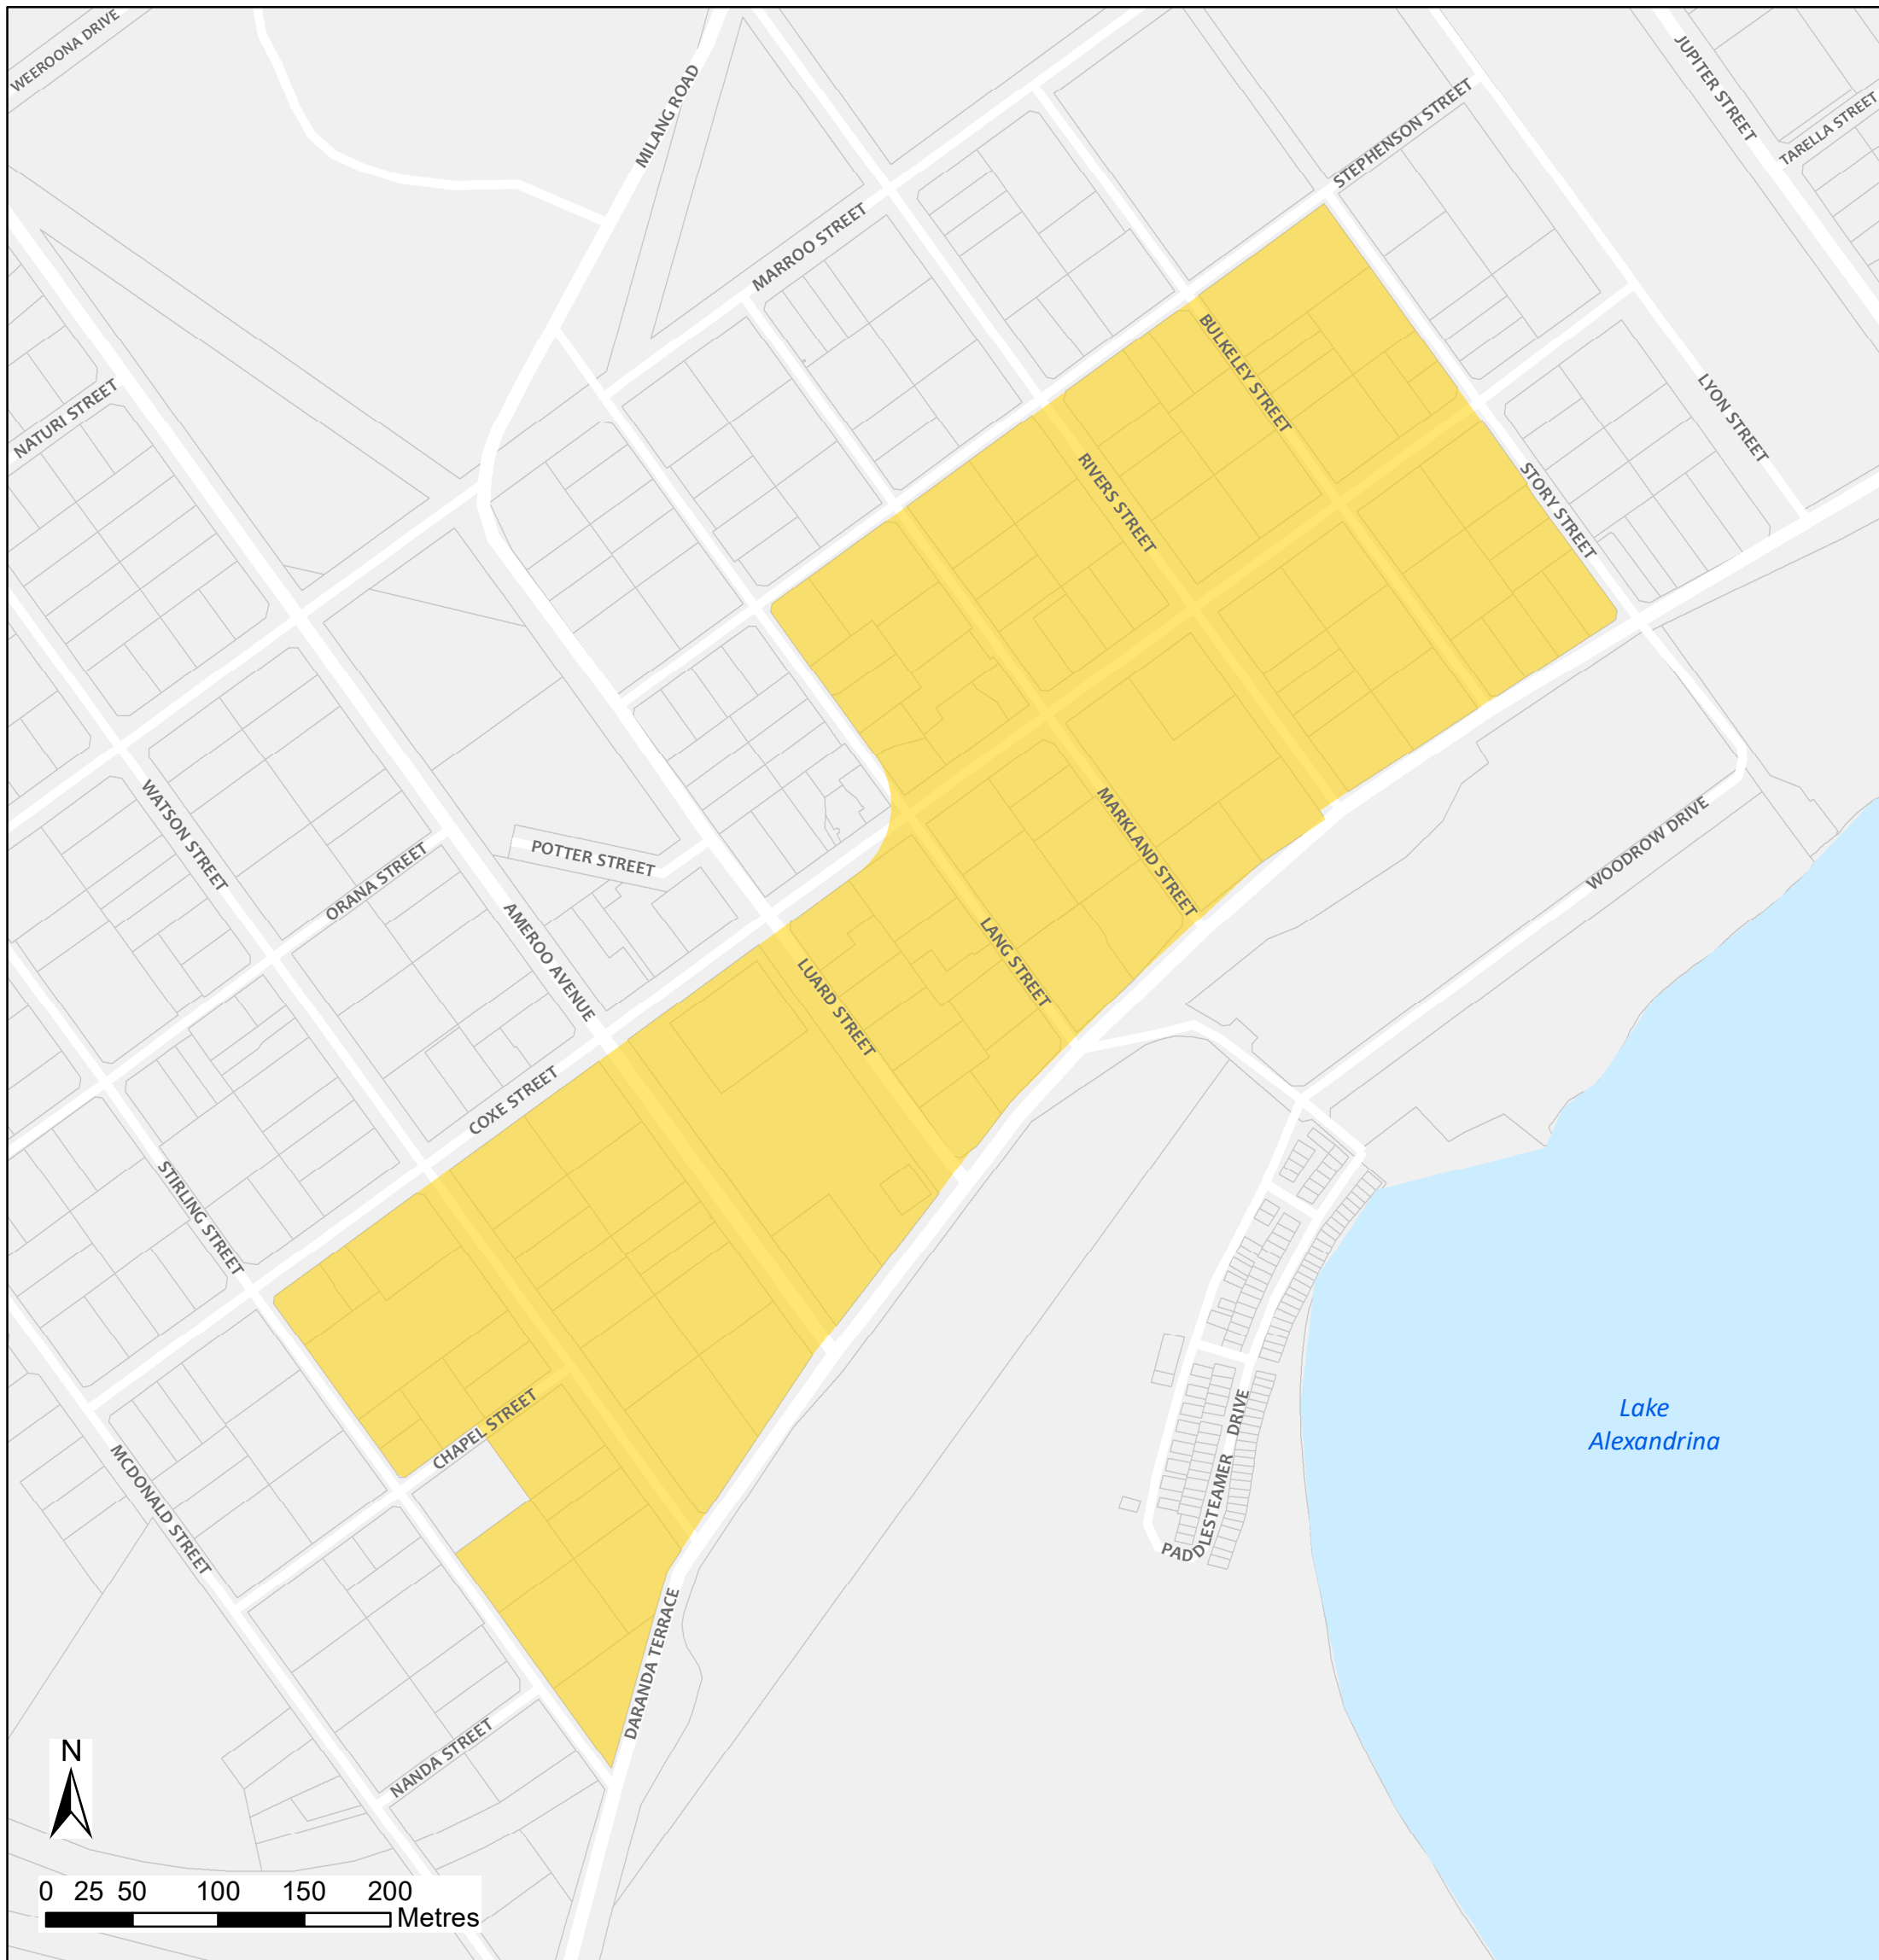 WEEROONA DRIVE
MILANG ROAD
JUPITER STREET
TARELLA STREET
STEPHENSON STREET
MARROO STREET
BULKELEY STREET
NATURI STREET
LYON STREET
RIVERS STREET
STORY STREET
WATSON STREET
POTTER STREET
MARKLAND STREET
WOODROW DRIVE
ORANA STREET
AMEROO AVENUE
LANG STREET
LUARD STREET
COXE STREET
STIRLING STREET
CHAPEL STREET
MCDONALD STREET
PADDLESTEAMER DRIVE
Lake
Alexandrina
DARANDA TERRACE
NANDA STREET
N
0 25 50 100 150 200
Metres